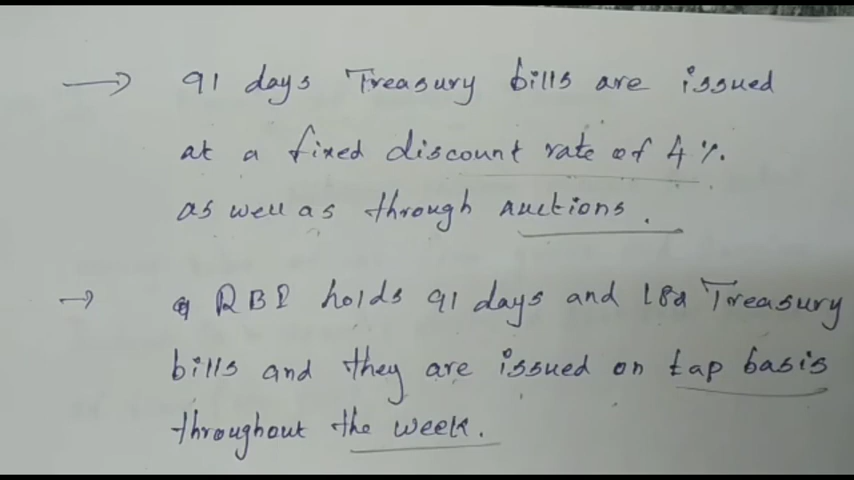 → 91 days Treasury bills are issued
at a fixed discount rate of 4%.
as well as through auctions.
→ RBI holds 91 days and 182 Treasury
bills and they are issued on tap basis
throughout the week.